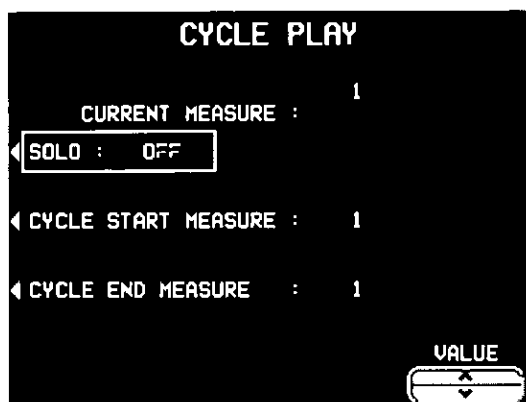 CYCLE PLAY
1
CURRENT MEASURE :
SOLO : OFF
CYCLE START MEASURE : 1
CYCLE END MEASURE : 1
VALUE